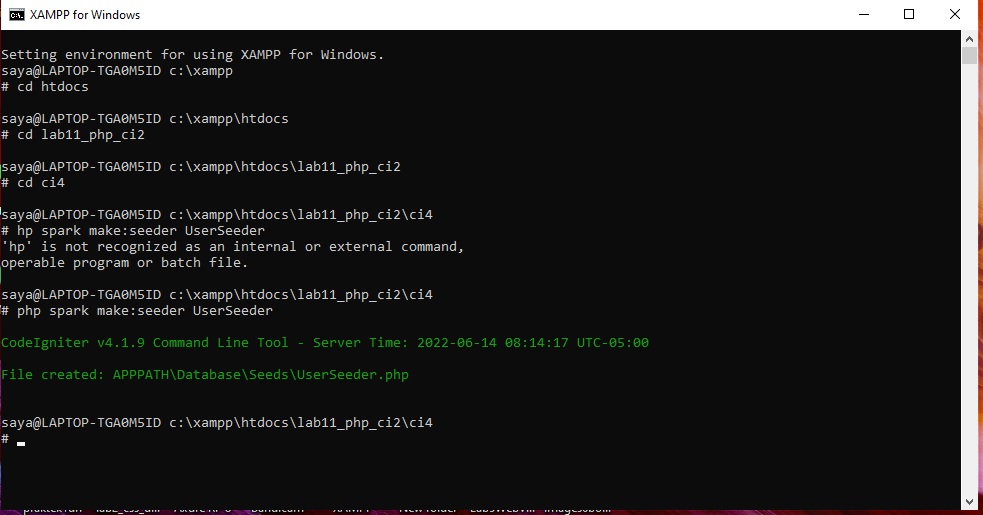 XAMPP for Windows
Setting environment for using XAMPP for Windows.
saya@LAPTOP-TGA0M5ID c:\xampp
# cd htdocs
saya@LAPTOP-TGA0M5ID c:\xampp\htdocs
# cd lab11_php_ci2
saya@LAPTOP-TGA0M5ID c:\xampp\htdocs\lab11_php_ci2
# cd ci4
saya@LAPTOP-TGA0M5ID c:\xampp\htdocs\lab11_php_ci2\ci4
# hp spark make:seeder UserSeeder
'hp' is not recognized as an internal or external command,
operable program or batch file.
saya@LAPTOP-TGA0M5ID c:\xampp\htdocs\lab11_php_ci2\ci4
# php spark make:seeder UserSeeder
CodeIgniter v4.1.9 Command Line Tool - Server Time: 2022-06-14 08:14:17 UTC-05:00
File created: APPPATH\Database\Seeds\UserSeeder.php
saya@LAPTOP-TGA0M5ID c:\xampp\htdocs\lab11_php_ci2\ci4
#